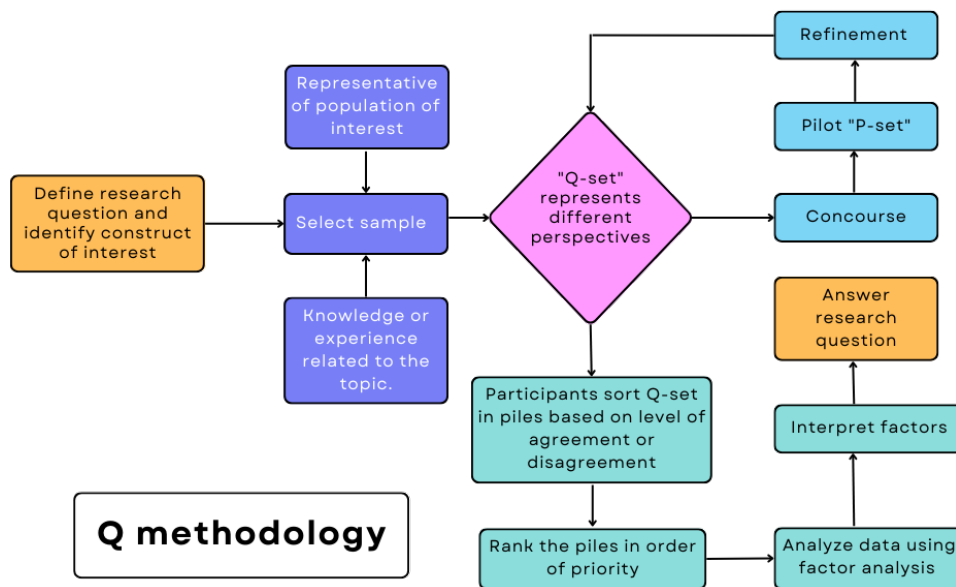 Define research
question and
identify construct
of interest
Representative
of population of
interest
Select sample
Knowledge or
experience
related to the
topic.
"Q-set"
represents
different
perspectives
Refinement
Pilot "P-set"
Concourse
Participants sort Q-set
in piles based on level of
agreement or
disagreement
Rank the piles in order
of priority
Analyze data using
factor analysis
Interpret factors
Answer
research
question
Q methodology